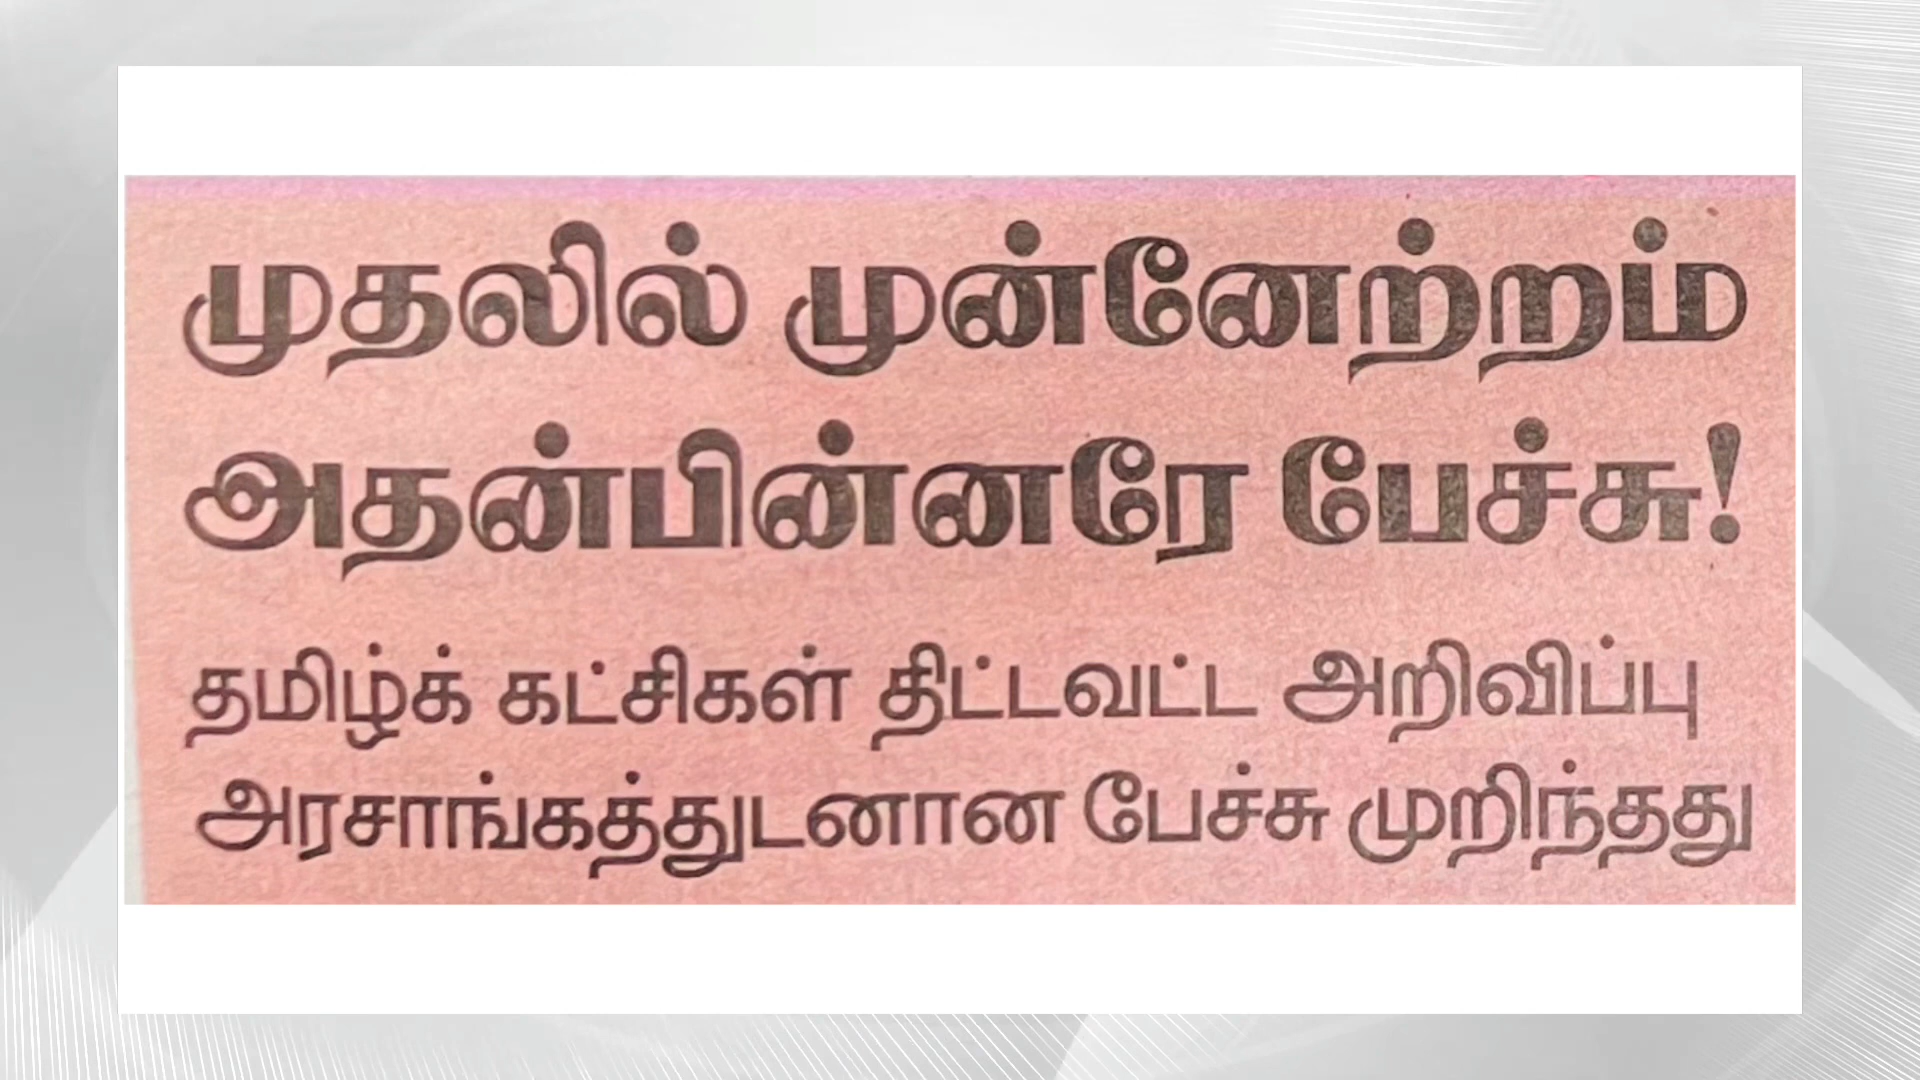 முதலில் முன்னேற்றம்
அதன்பின்னரே பேச்சு!
தமிழ்க் கட்சிகள் திட்டவட்ட அறிவிப்பு
அரசாங்கத்துடனான பேச்சு முறிந்தது